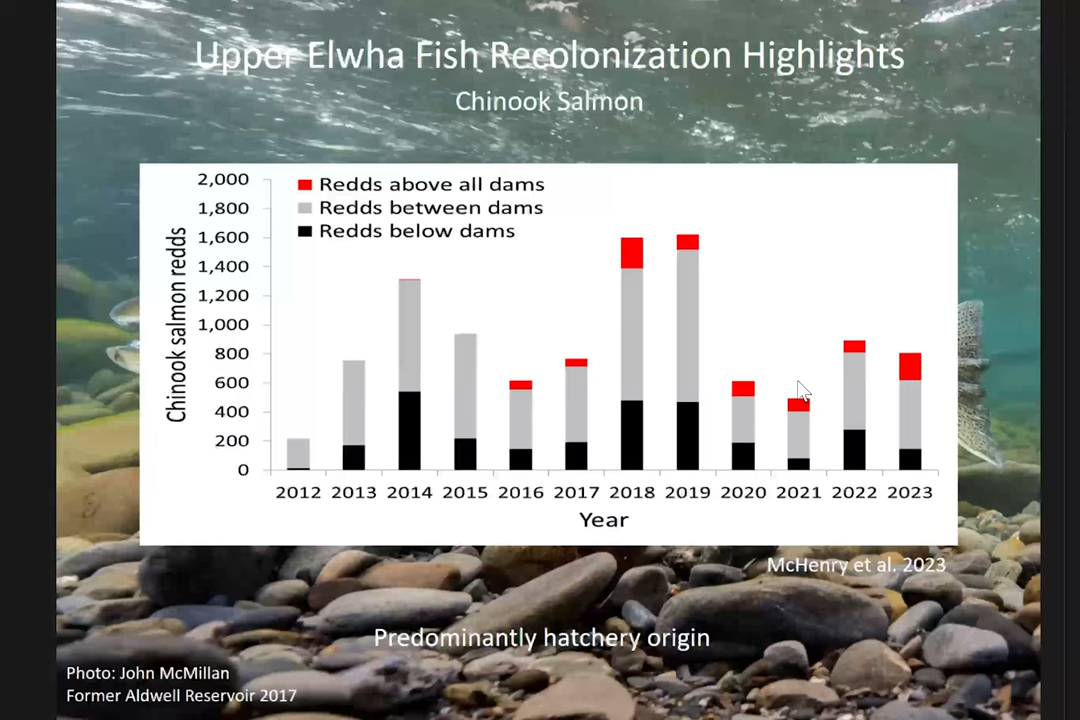 Upper Elwha Fish Recolonization Highlights
Chinook Salmon
Redds above all dams
Redds between dams
Redds below dams
Chinook salmon redds
2,000
1,800
1,600
1,400
1,200
1,000
800
600
400
200
0
2012 2013 2014 2015 2016 2017 2018 2019 2020 2021 2022 2023
Year
McHenry et al. 2023
Predominantly hatchery origin
Photo: John McMillan
Former Aldwell Reservoir 2017